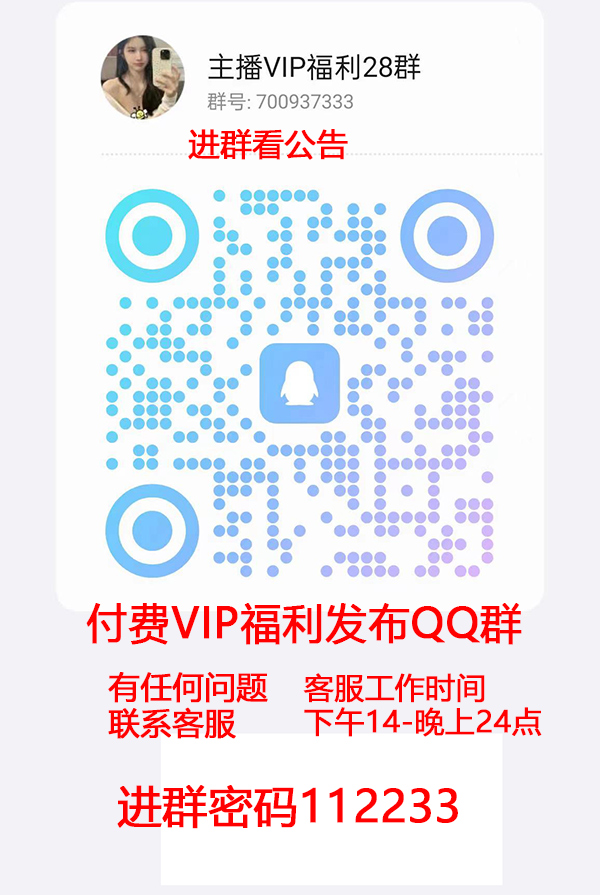 主播VIP福利28群
群号: 700937333
进群看公告
付费VIP福利发布QQ群
有任何问题
联系客服
客服工作时间
下午14-晚上24点
进群密码112233